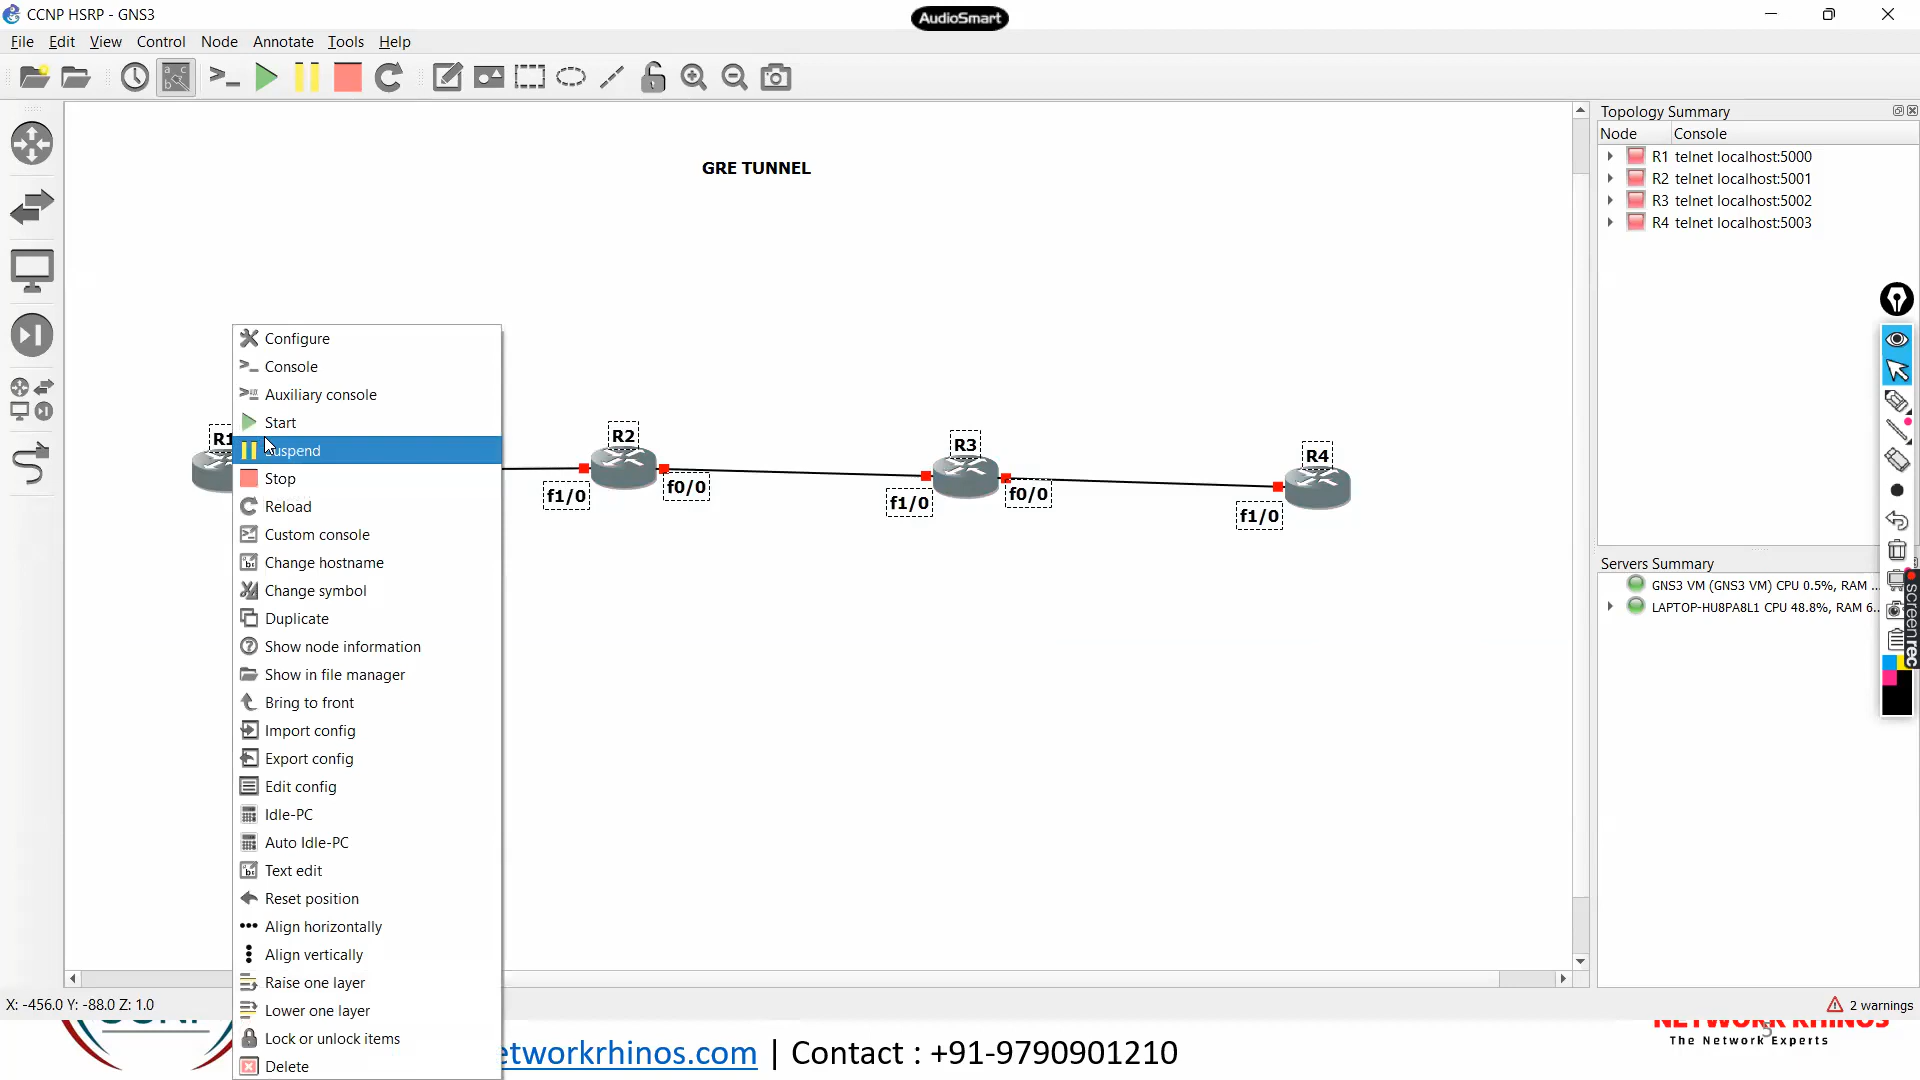 CCNP HSRP - GNS3
AudioSmart
File Edit View Control Node Annotate Tools Help
Topology Summary
Node Console
R1 telnet localhost:5000
R2 telnet localhost:5001
R3 telnet localhost:5002
R4 telnet localhost:5003
GRE TUNNEL
Configure
Console
Auxiliary console
Start
uspend
Stop
Reload
Custom console
Change hostname
Change symbol
Duplicate
Show node information
Show in file manager
Bring to front
Import config
Export config
Edit config
Idle-PC
Auto Idle-PC
Text edit
Reset position
Align horizontally
Align vertically
Raise one layer
Lower one layer
Lock or unlock items
Delete
R1
R2
f1/0
f0/0
R3
f1/0
f0/0
R4
f1/0
Servers Summary
GNS3 VM (GNS3 VM) CPU 0.5%, RAM ...
LAPTOP-HU8PA8L1 CPU 48.8%, RAM 6...
screenrec
X: -456.0 Y: -88.0 Z: 1.0
2 warnings
CCNP
etworkrhinos.com | Contact : +91-9790901210
NETWORK RHINOS
5
The Network Experts